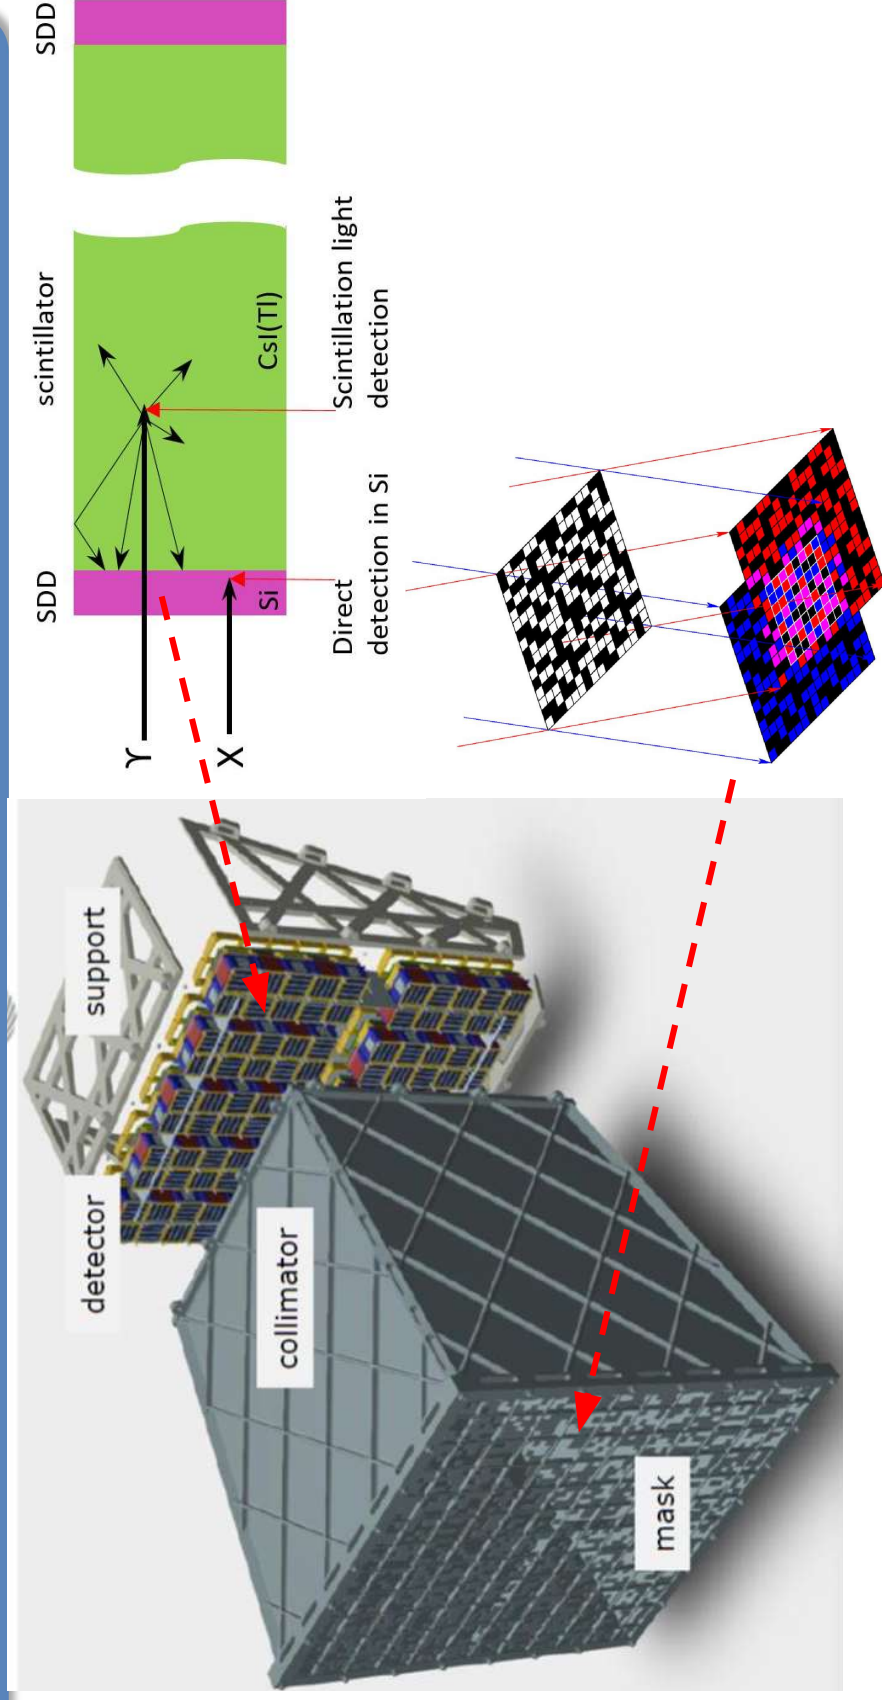 SDD
scintillator
SDD
Si
CsI(Tl)
ϒ
X
Direct
detection in Si
Scintillation light
detection
support
detector
collimator
mask